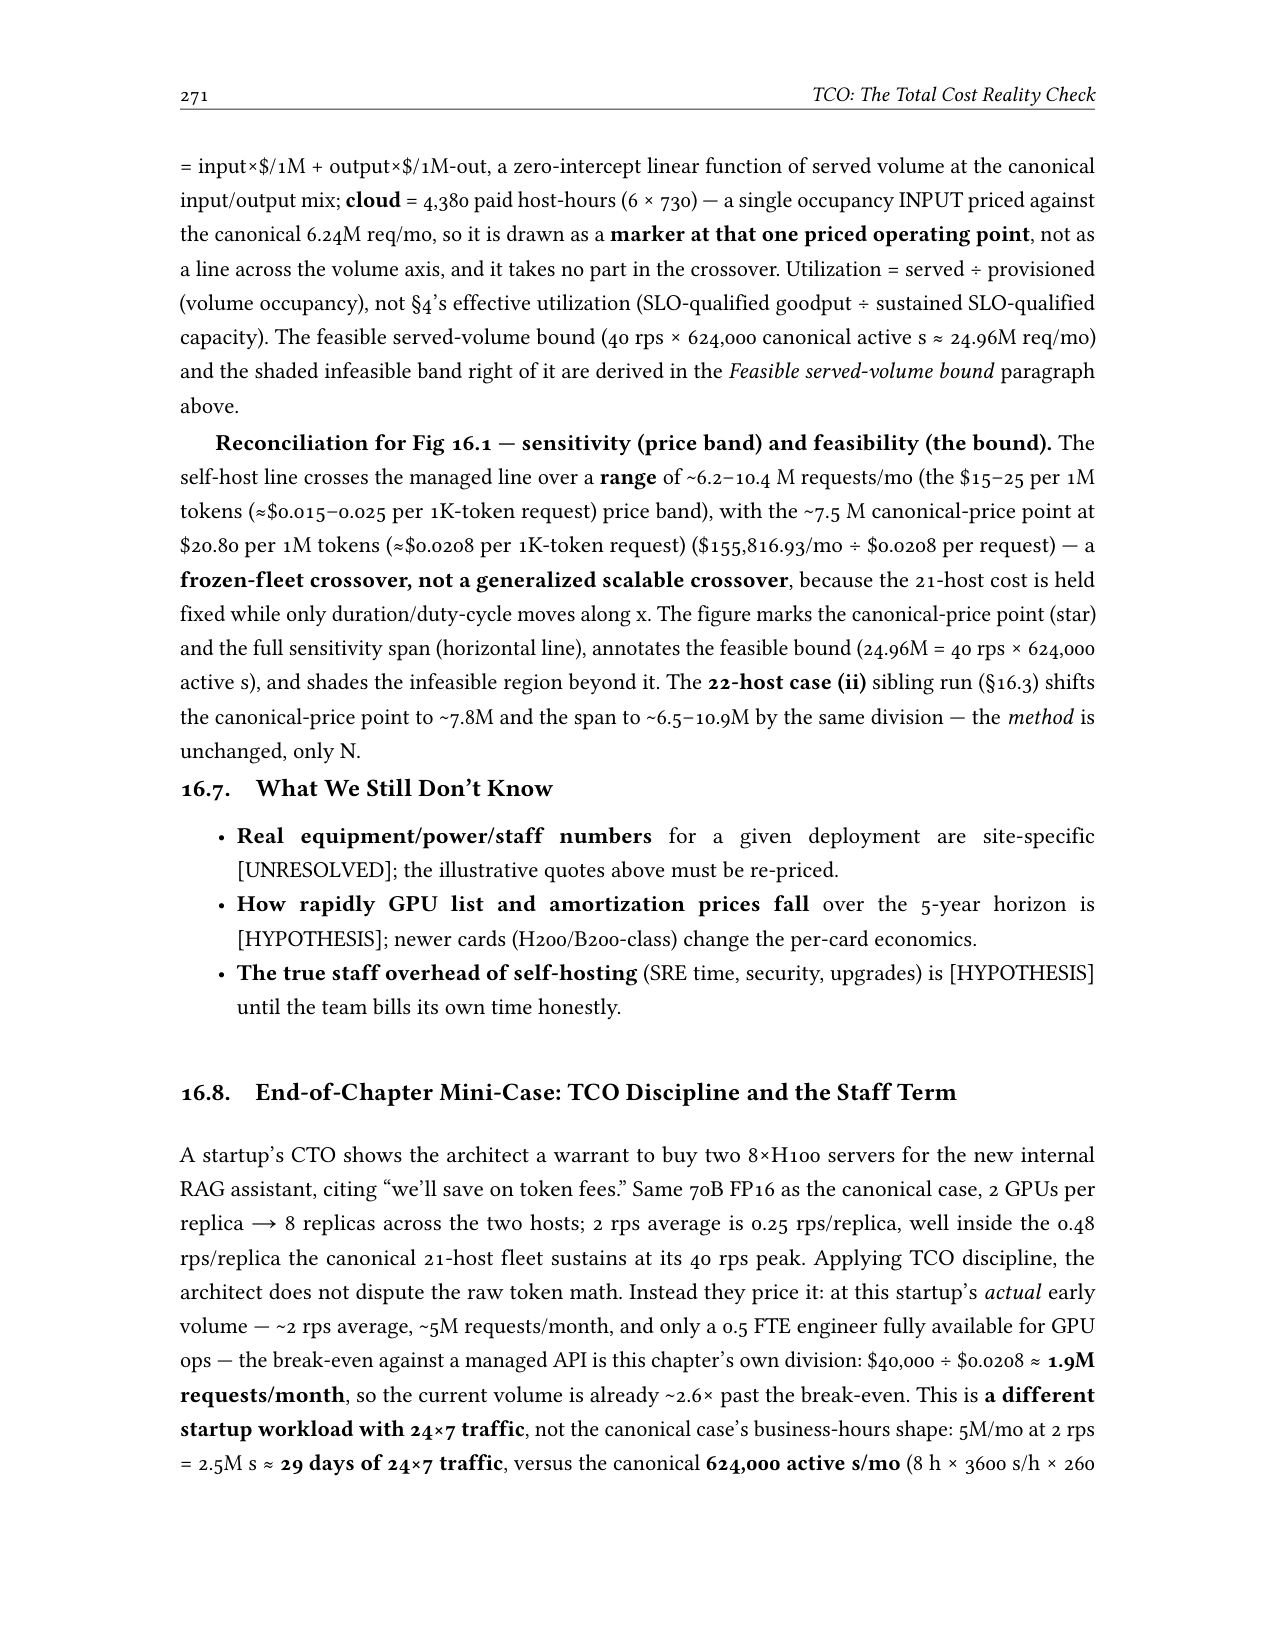 271 TCO: The Total Cost Reality Check
= input×$/1M + output×$/1M-out, a zero-intercept linear function of served volume at the canonical
input/output mix; cloud = 4,380 paid host-hours (6 × 730) — a single occupancy INPUT priced against
the canonical 6.24M req/mo, so it is drawn as a marker at that one priced operating point, not as
a line across the volume axis, and it takes no part in the crossover. Utilization = served ÷ provisioned
(volume occupancy), not §4’s effective utilization (SLO-qualified goodput ÷ sustained SLO-qualified
capacity). The feasible served-volume bound (40 rps × 624,000 canonical active s ≈ 24.96M req/mo)
and the shaded infeasible band right of it are derived in the Feasible served-volume bound paragraph
above.
Reconciliation for Fig 16.1 — sensitivity (price band) and feasibility (the bound). The
self-host line crosses the managed line over a range of ~6.2–10.4 M requests/mo (the $15–25 per 1M
tokens (≈$0.015–0.025 per 1K-token request) price band), with the ~7.5 M canonical-price point at
$20.80 per 1M tokens (≈$0.0208 per 1K-token request) ($155,816.93/mo ÷ $0.0208 per request) — a
frozen-fleet crossover, not a generalized scalable crossover, because the 21-host cost is held
fixed while only duration/duty-cycle moves along x. The figure marks the canonical-price point (star)
and the full sensitivity span (horizontal line), annotates the feasible bound (24.96M = 40 rps × 624,000
active s), and shades the infeasible region beyond it. The 22-host case (ii) sibling run (§16.3) shifts
the canonical-price point to ~7.8M and the span to ~6.5–10.9M by the same division — the method is
unchanged, only N.
16.7. What We Still Don’t Know
• Real equipment/power/staff numbers for a given deployment are site-specific
[UNRESOLVED]; the illustrative quotes above must be re-priced.
• How rapidly GPU list and amortization prices fall over the 5-year horizon is
[HYPOTHESIS]; newer cards (H200/B200-class) change the per-card economics.
• The true staff overhead of self-hosting (SRE time, security, upgrades) is [HYPOTHESIS]
until the team bills its own time honestly.
16.8. End-of-Chapter Mini-Case: TCO Discipline and the Staff Term
A startup’s CTO shows the architect a warrant to buy two 8×H100 servers for the new internal
RAG assistant, citing “we’ll save on token fees.” Same 70B FP16 as the canonical case, 2 GPUs per
replica ⟶ 8 replicas across the two hosts; 2 rps average is 0.25 rps/replica, well inside the 0.48
rps/replica the canonical 21-host fleet sustains at its 40 rps peak. Applying TCO discipline, the
architect does not dispute the raw token math. Instead they price it: at this startup’s actual early
volume — ~2 rps average, ~5M requests/month, and only a 0.5 FTE engineer fully available for GPU
ops — the break-even against a managed API is this chapter’s own division: $40,000 ÷ $0.0208 ≈ 1.9M
requests/month, so the current volume is already ~2.6× past the break-even. This is a different
startup workload with 24×7 traffic, not the canonical case’s business-hours shape: 5M/mo at 2 rps
= 2.5M s ≈ 29 days of 24×7 traffic, versus the canonical 624,000 active s/mo (8 h × 3600 s/h × 260